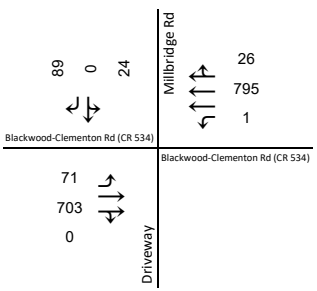 Millbridge Rd
89 0 24
26
795
1
Blackwood-Clementon Rd (CR 534)
Blackwood-Clementon Rd (CR 534)
71
703
0
Driveway